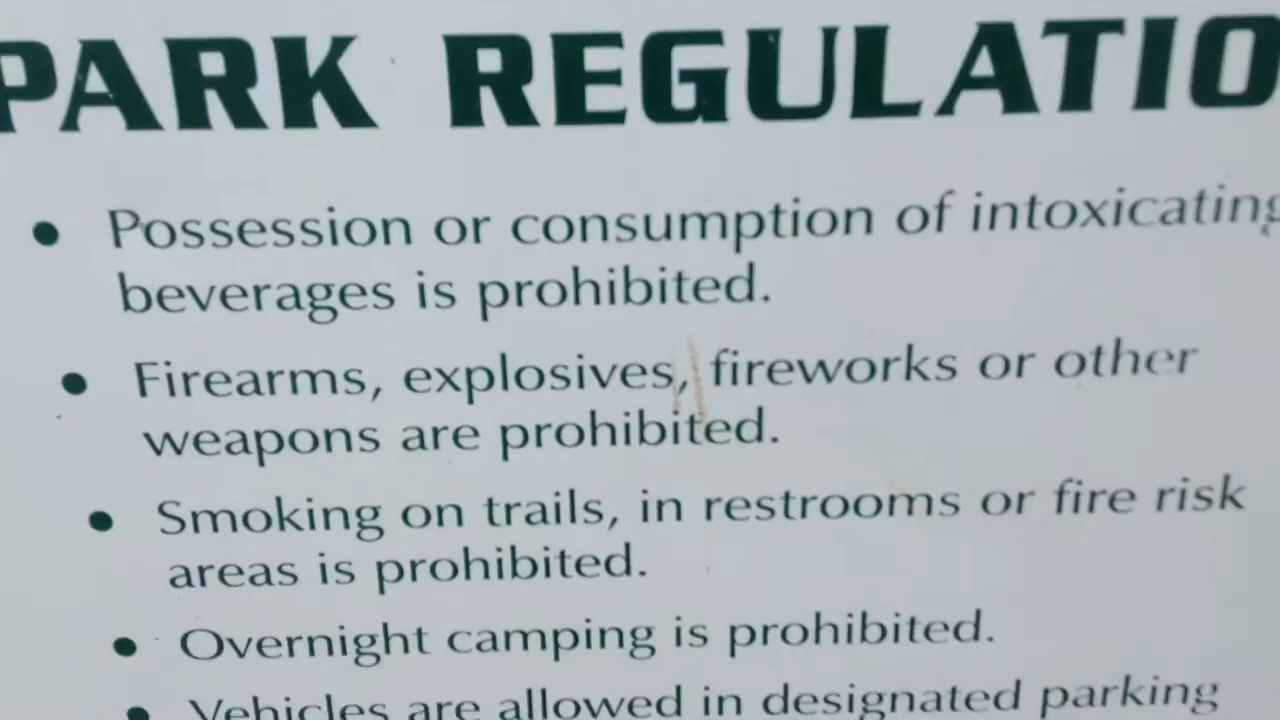 PARK REGULATIO
• Possession or consumption of intoxicating
beverages is prohibited.
• Firearms, explosives, fireworks or other
weapons are prohibited.
• Smoking on trails, in restrooms or fire risk
areas is prohibited.
• Overnight camping is prohibited.
• Vehicles are allowed in designated parking